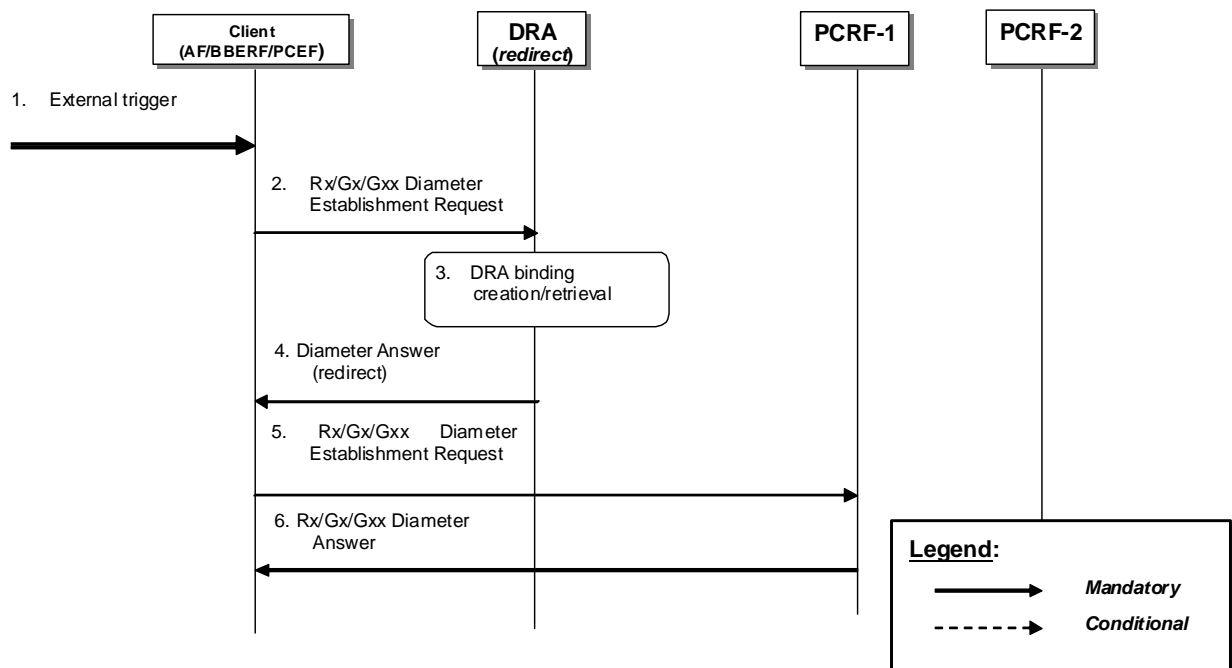 Client
(AF/BBERF/PCEF)
DRA
(redirect)
PCRF-1
PCRF-2
1. External trigger
2. Rx/Gx/Gxx Diameter
Establishment Request
3. DRA binding
creation/retrieval
4. Diameter Answer
(redirect)
5. Rx/Gx/Gxx Diameter
Establishment Request
6. Rx/Gx/Gxx Diameter
Answer
Legend:
Mandatory
Conditional